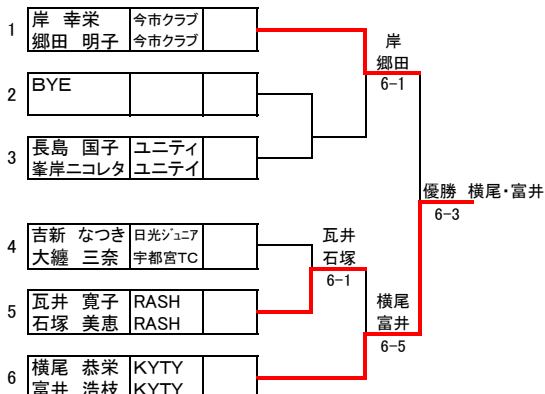 1 岸 幸栄 今市クラブ
郷田 明子 今市クラブ
岸
郷田
6-1
2 BYE
3 長島 国子 ユニティ
峯岸ニコレタ ユニテイ
優勝 横尾・富井
6-3
4 吉新 なつき 日光ジュニア
大纏 三奈 宇都宮TC
瓦井
石塚
6-1
5 瓦井 寛子 RASH
石塚 美恵 RASH
横尾
富井
6-5
6 横尾 恭栄 KYTY
富井 浩枝 KYTY